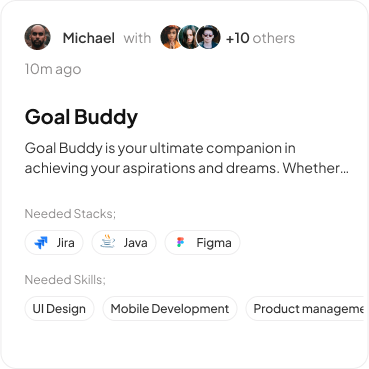 Michael with +10 others
10m ago
Goal Buddy
Goal Buddy is your ultimate companion in
achieving your aspirations and dreams. Whether…
Needed Stacks;
Jira Java Figma
Needed Skills;
UI Design Mobile Development Product manageme